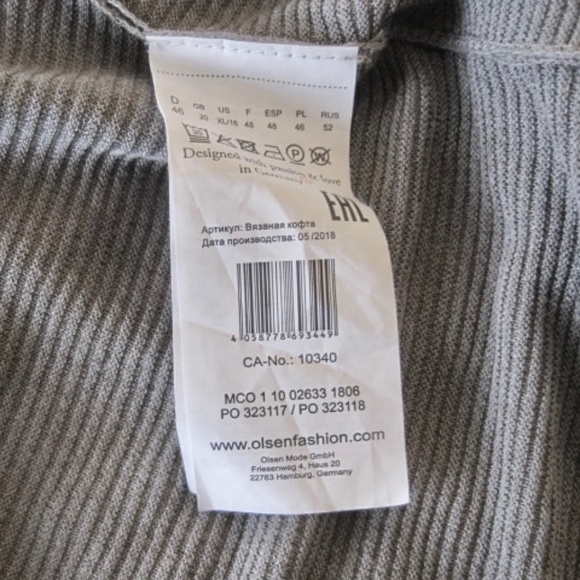 D GB US F ESP PL RUS
46 20 XL/18 48 48 46 52
P W
Designed with passion & love
in Germany
EAC
Артикул: Вязаная кофта
Дата производства: 05/2018
4 058778 693449
CA-No.: 10340
MCO 1 10 02633 1806
PO 323117 / PO 323118
www.olsenfashion.com
Olsen Mode GmbH
Friesenweg 4, Haus 20
22763 Hamburg, Germany